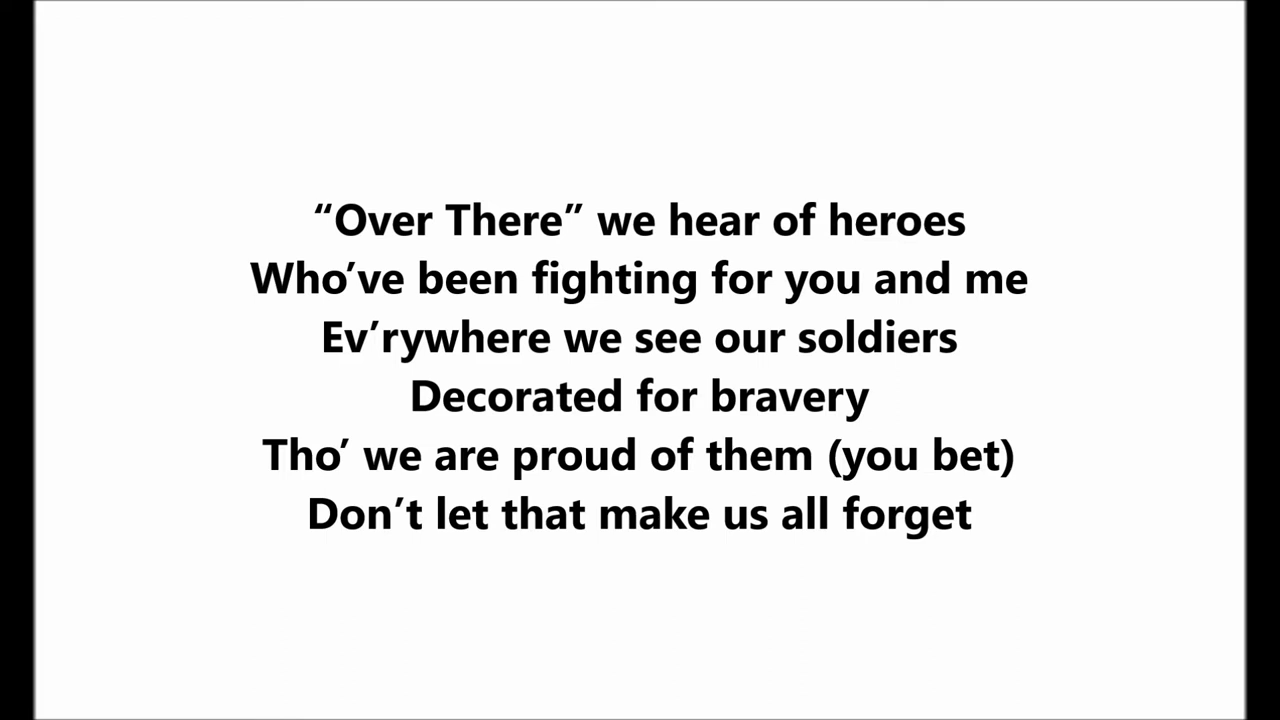 “Over There” we hear of heroes
Who’ve been fighting for you and me
Ev’rywhere we see our soldiers
Decorated for bravery
Tho’ we are proud of them (you bet)
Don’t let that make us all forget